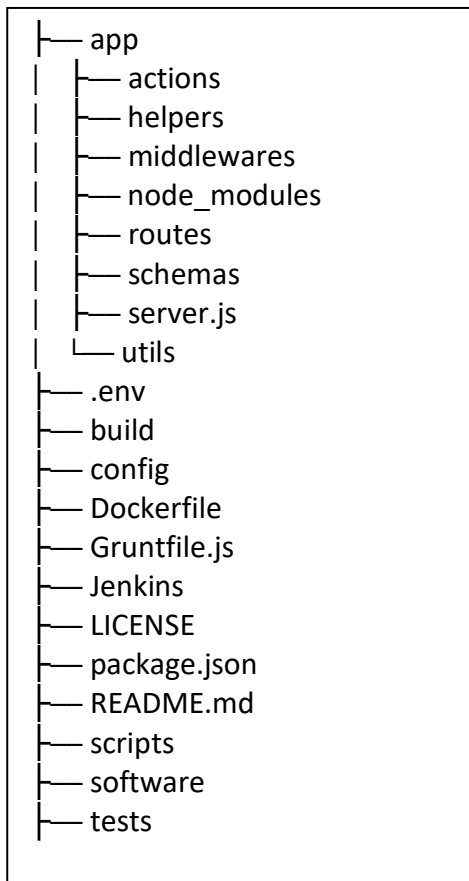 ├── app
│   ├── actions
│   ├── helpers
│   ├── middlewares
│   ├── node_modules
│   ├── routes
│   ├── schemas
│   ├── server.js
│   └── utils
├── .env
├── build
├── config
├── Dockerfile
├── Gruntfile.js
├── Jenkins
├── LICENSE
├── package.json
├── README.md
├── scripts
├── software
├── tests